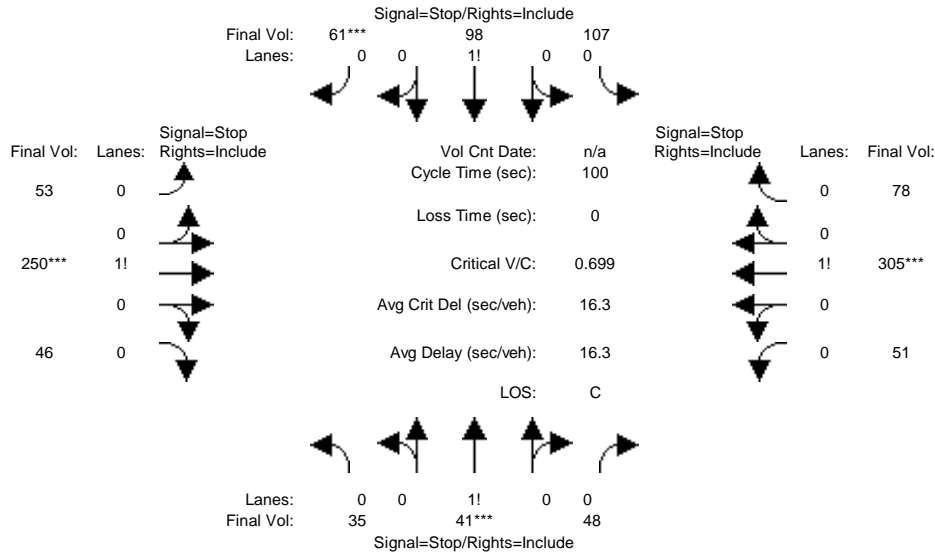 Signal=Stop/Rights=Include
Final Vol: 61*** 98 107
Lanes: 0 0 1! 0 0
Signal=Stop Signal=Stop
Final Vol: Lanes: Rights=Include Vol Cnt Date: n/a Rights=Include Lanes: Final Vol:
Cycle Time (sec): 100
53 0 0 78
Loss Time (sec): 0
0 0
250*** 1! Critical V/C: 0.699 1! 305***
0 Avg Crit Del (sec/veh): 16.3 0
46 0 Avg Delay (sec/veh): 16.3 0 51
LOS: C
Lanes: 0 0 1! 0 0
Final Vol: 35 41*** 48
Signal=Stop/Rights=Include